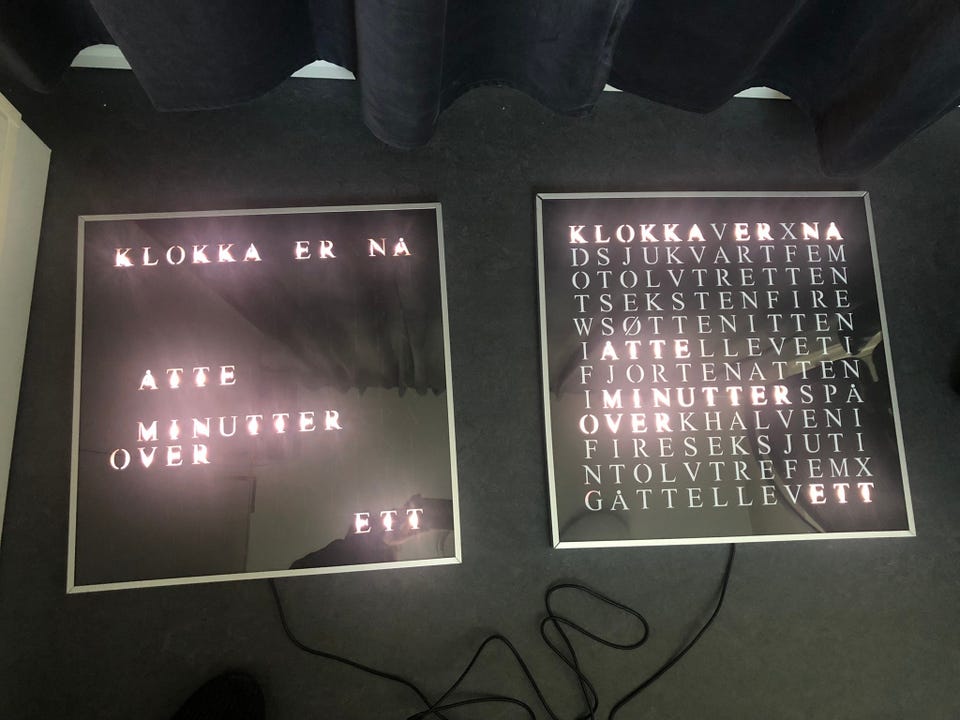 KLOKKA ER NÅ
ÅTTE
MINUTTER
OVER
ETT
KLOKKAVERXNÅ
DSJUKVARTFEM
OTOLVTRETTEN
TSEKSTENFIRE
WSØTTENITTEN
IÅTTELLEVETI
FJORTENATTEN
IMINUTTERSPÅ
OVERKHALVENI
FIRESEKSJUTI
NTOLVTREFEMX
GÅTTELLEVETT